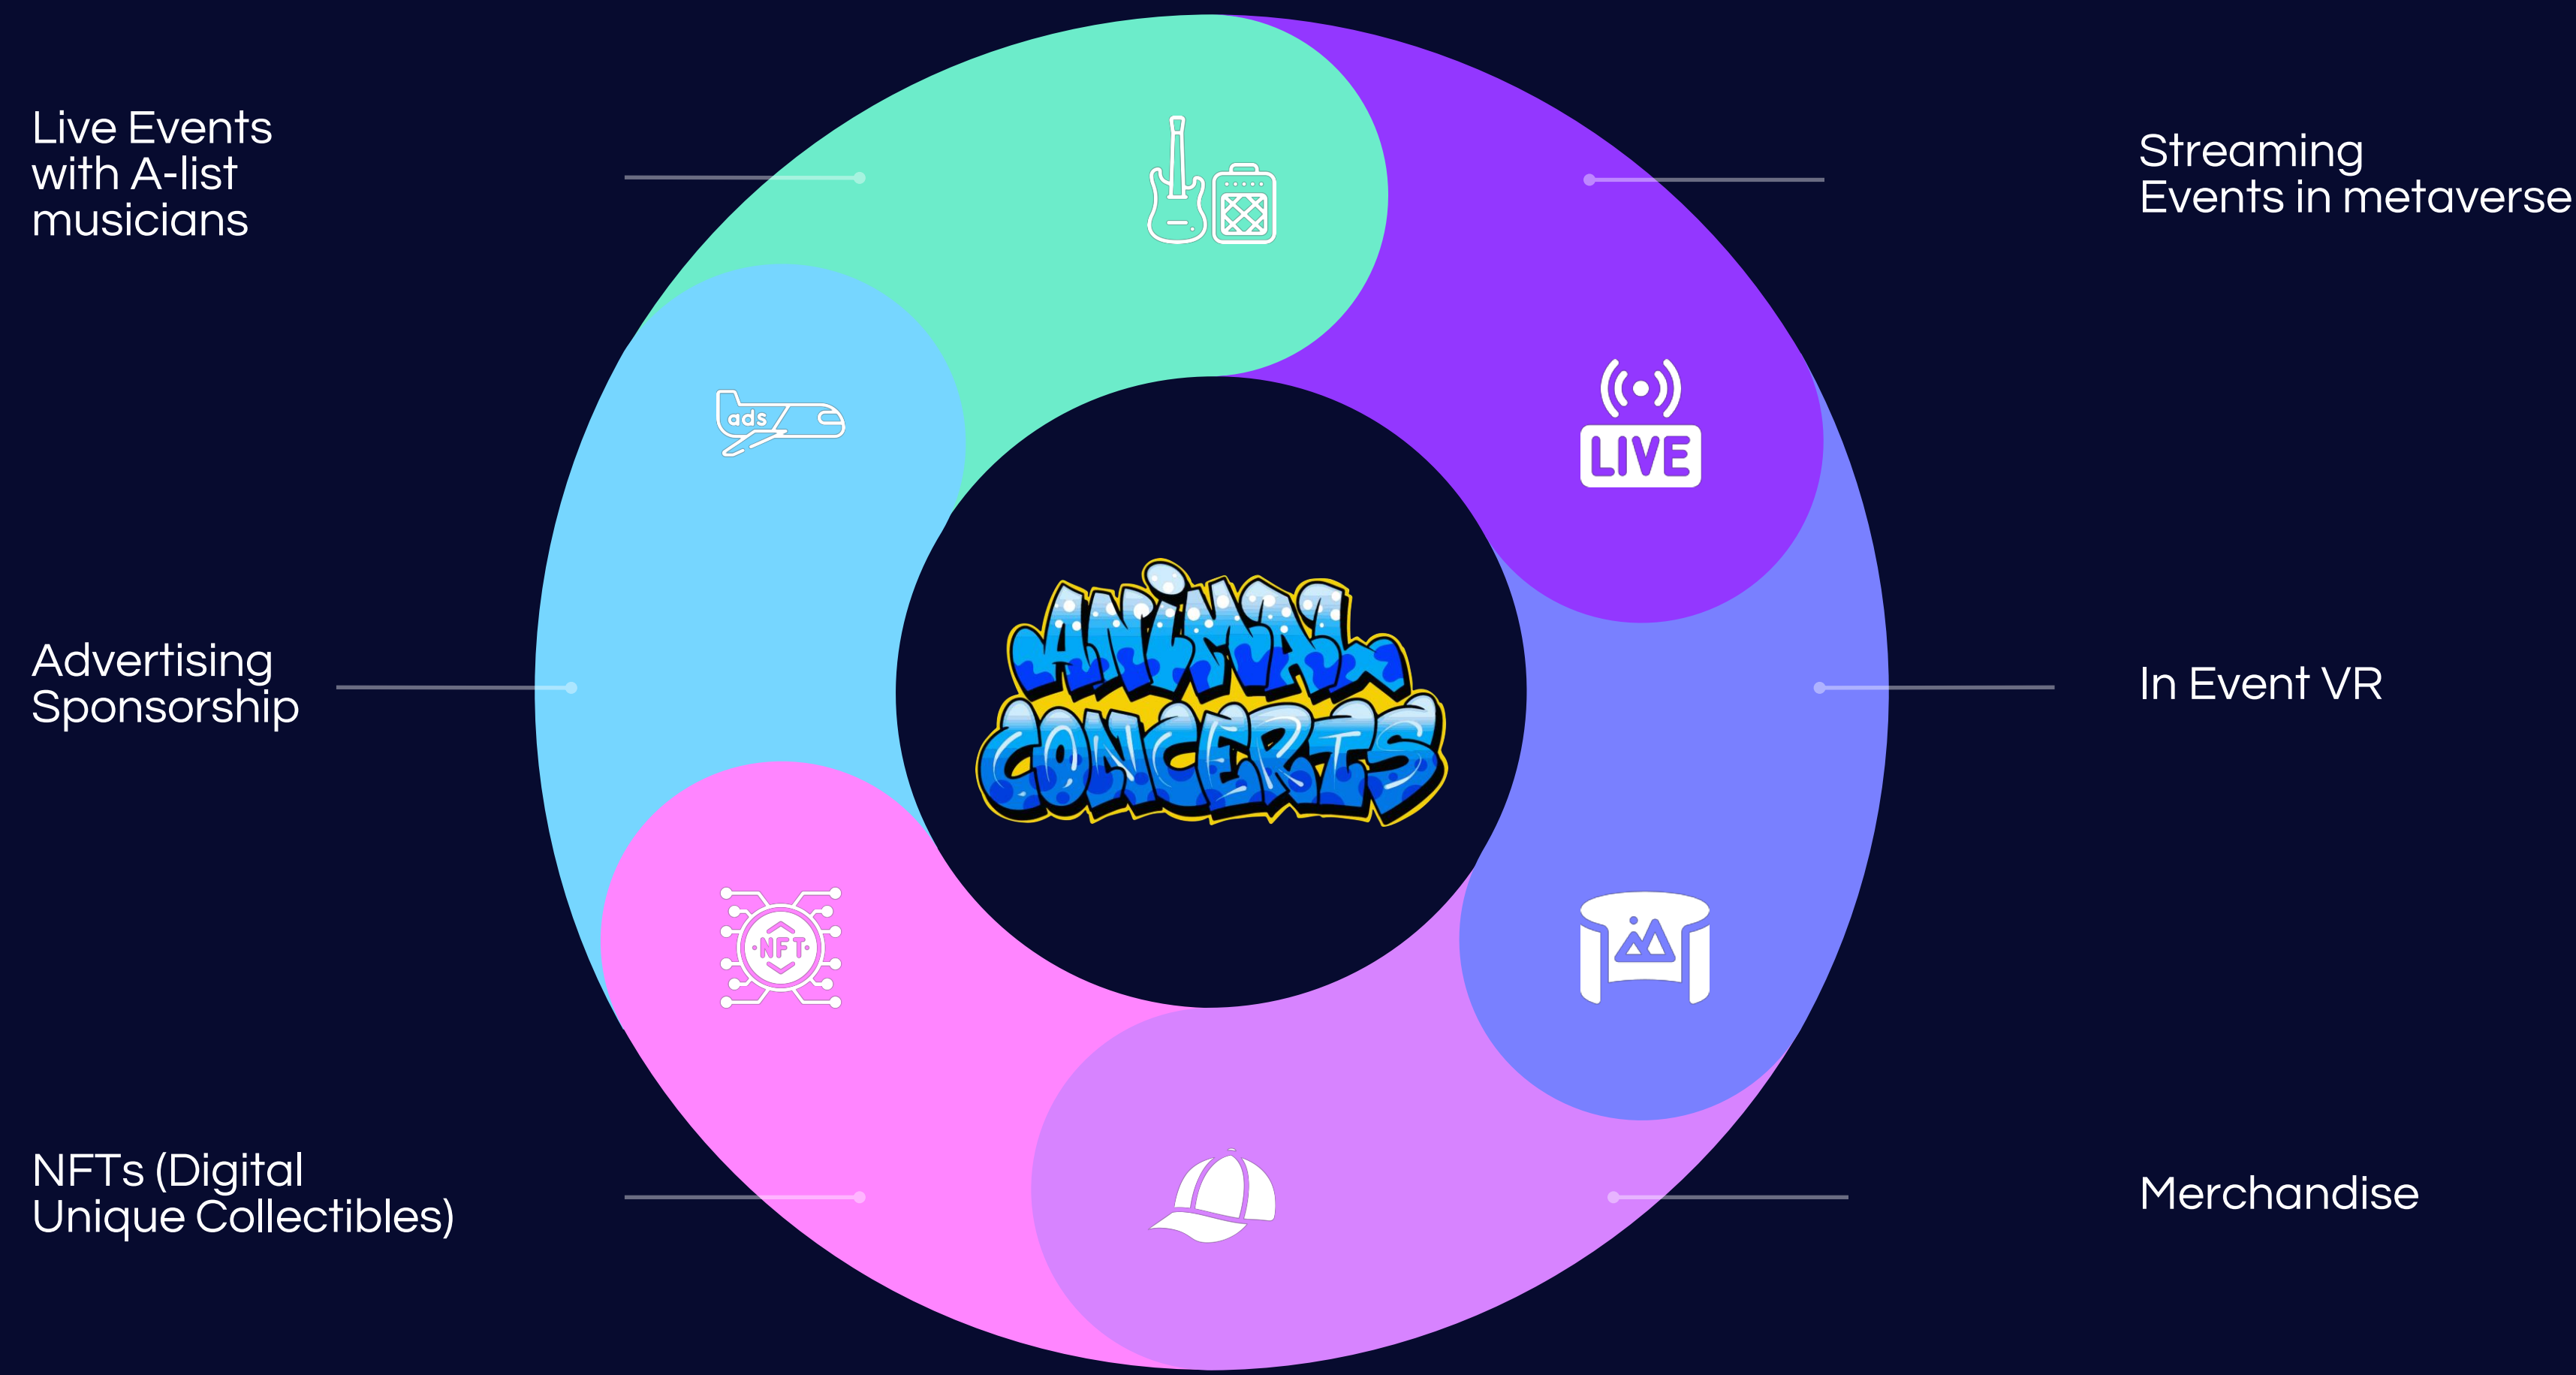 Live Events
with A-list
musicians
Streaming
Events in metaverse
ads
LIVE
ANiMAL
CONCERTS
Advertising
Sponsorship
In Event VR
NFT
NFTs (Digital
Unique Collectibles)
Merchandise